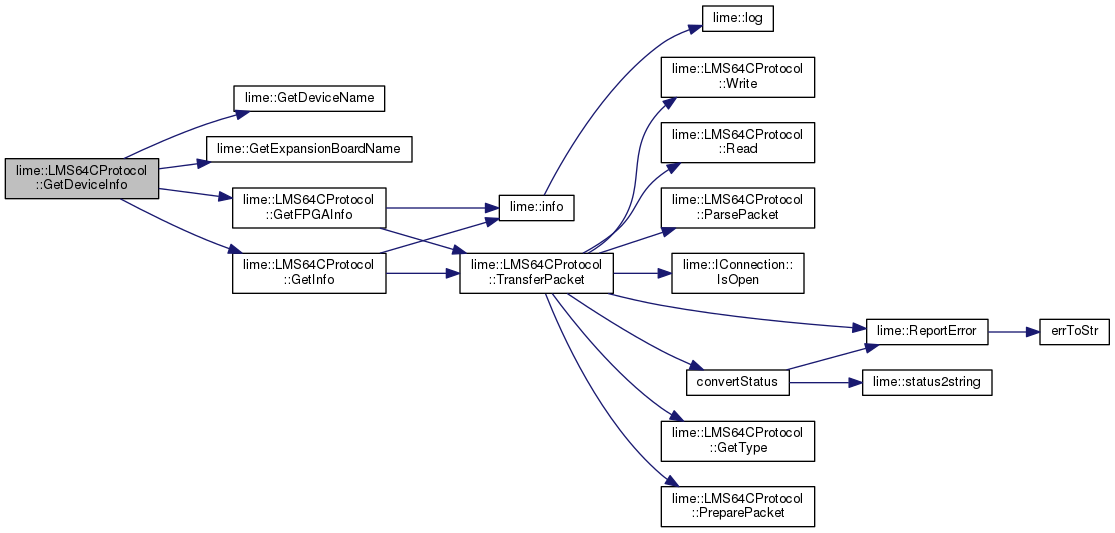 lime::LMS64CProtocol
::GetDeviceInfo
lime::GetDeviceName
lime::GetExpansionBoardName
lime::LMS64CProtocol
::GetFPGAInfo
lime::LMS64CProtocol
::GetInfo
lime::info
lime::LMS64CProtocol
::TransferPacket
lime::log
lime::LMS64CProtocol
::Write
lime::LMS64CProtocol
::Read
lime::LMS64CProtocol
::ParsePacket
lime::IConnection::
IsOpen
lime::ReportError
errToStr
convertStatus
lime::status2string
lime::LMS64CProtocol
::GetType
lime::LMS64CProtocol
::PreparePacket